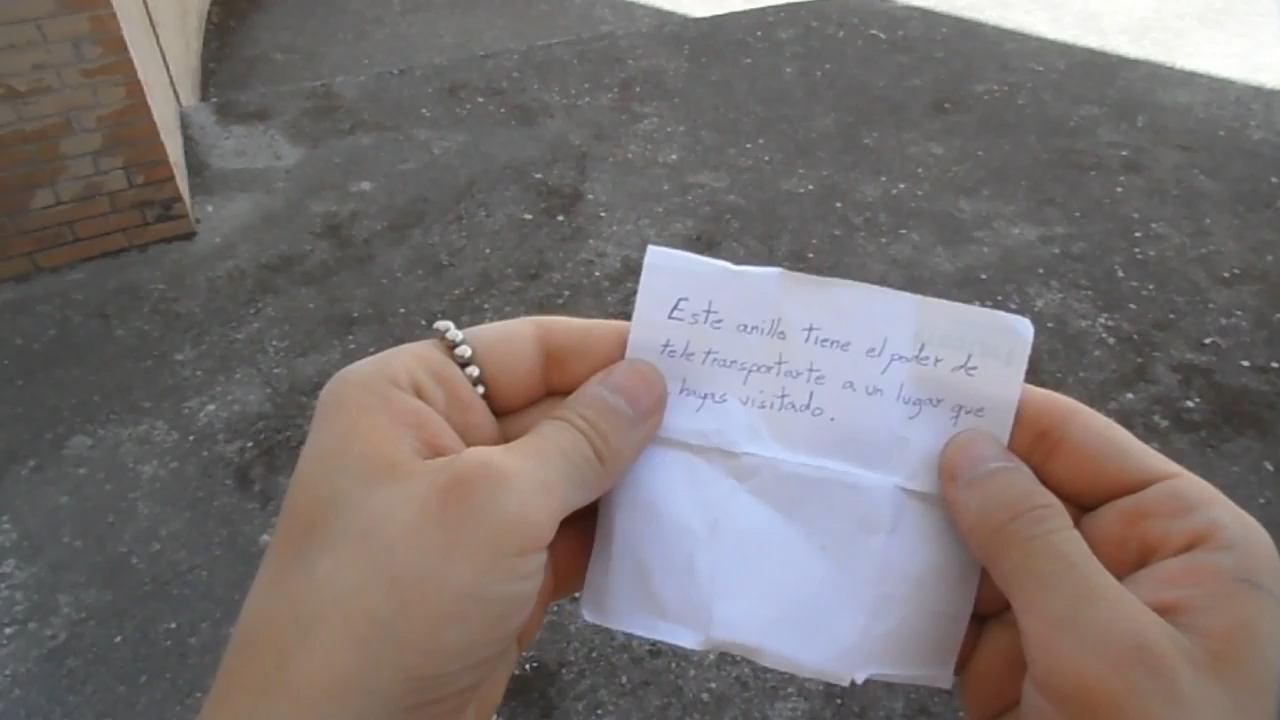 Este anillo tiene el poder de
teletransportarte a un lugar que
hayas visitado.